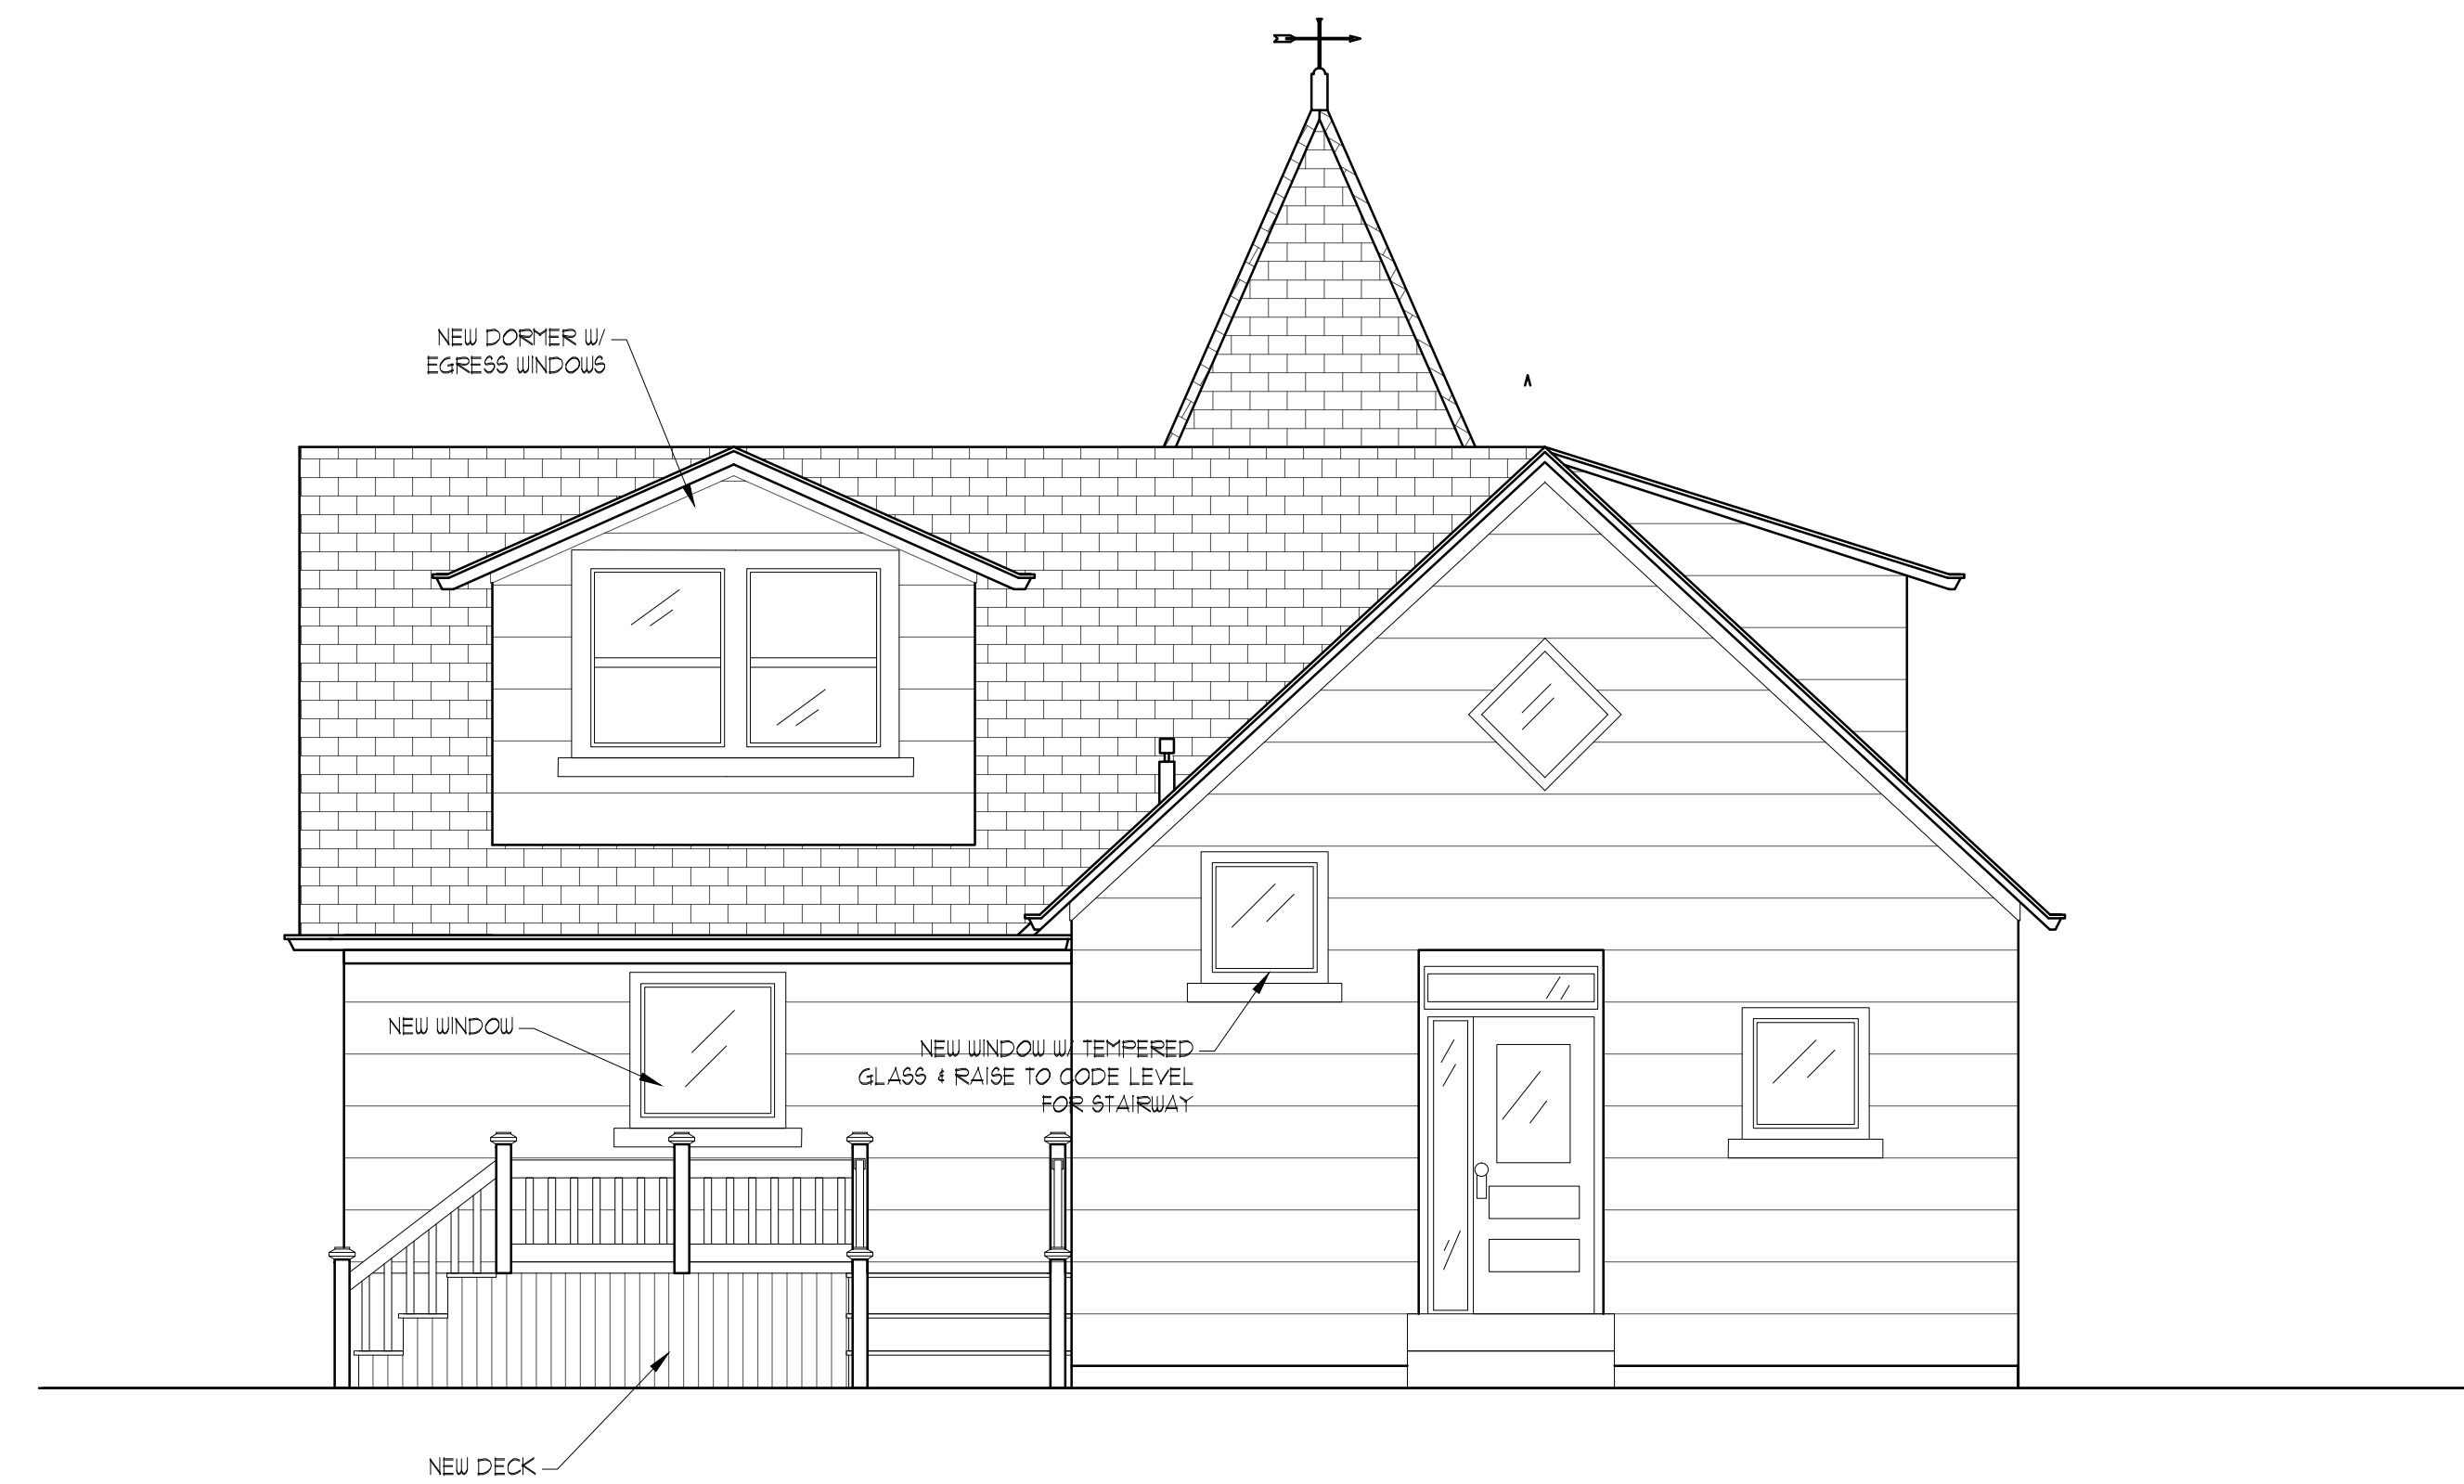 NEW DORMER W/
EGRESS WINDOWS
NEW WINDOW
NEW WINDOW W/ TEMPERED
GLASS & RAISE TO CODE LEVEL
FOR STAIRWAY
NEW DECK